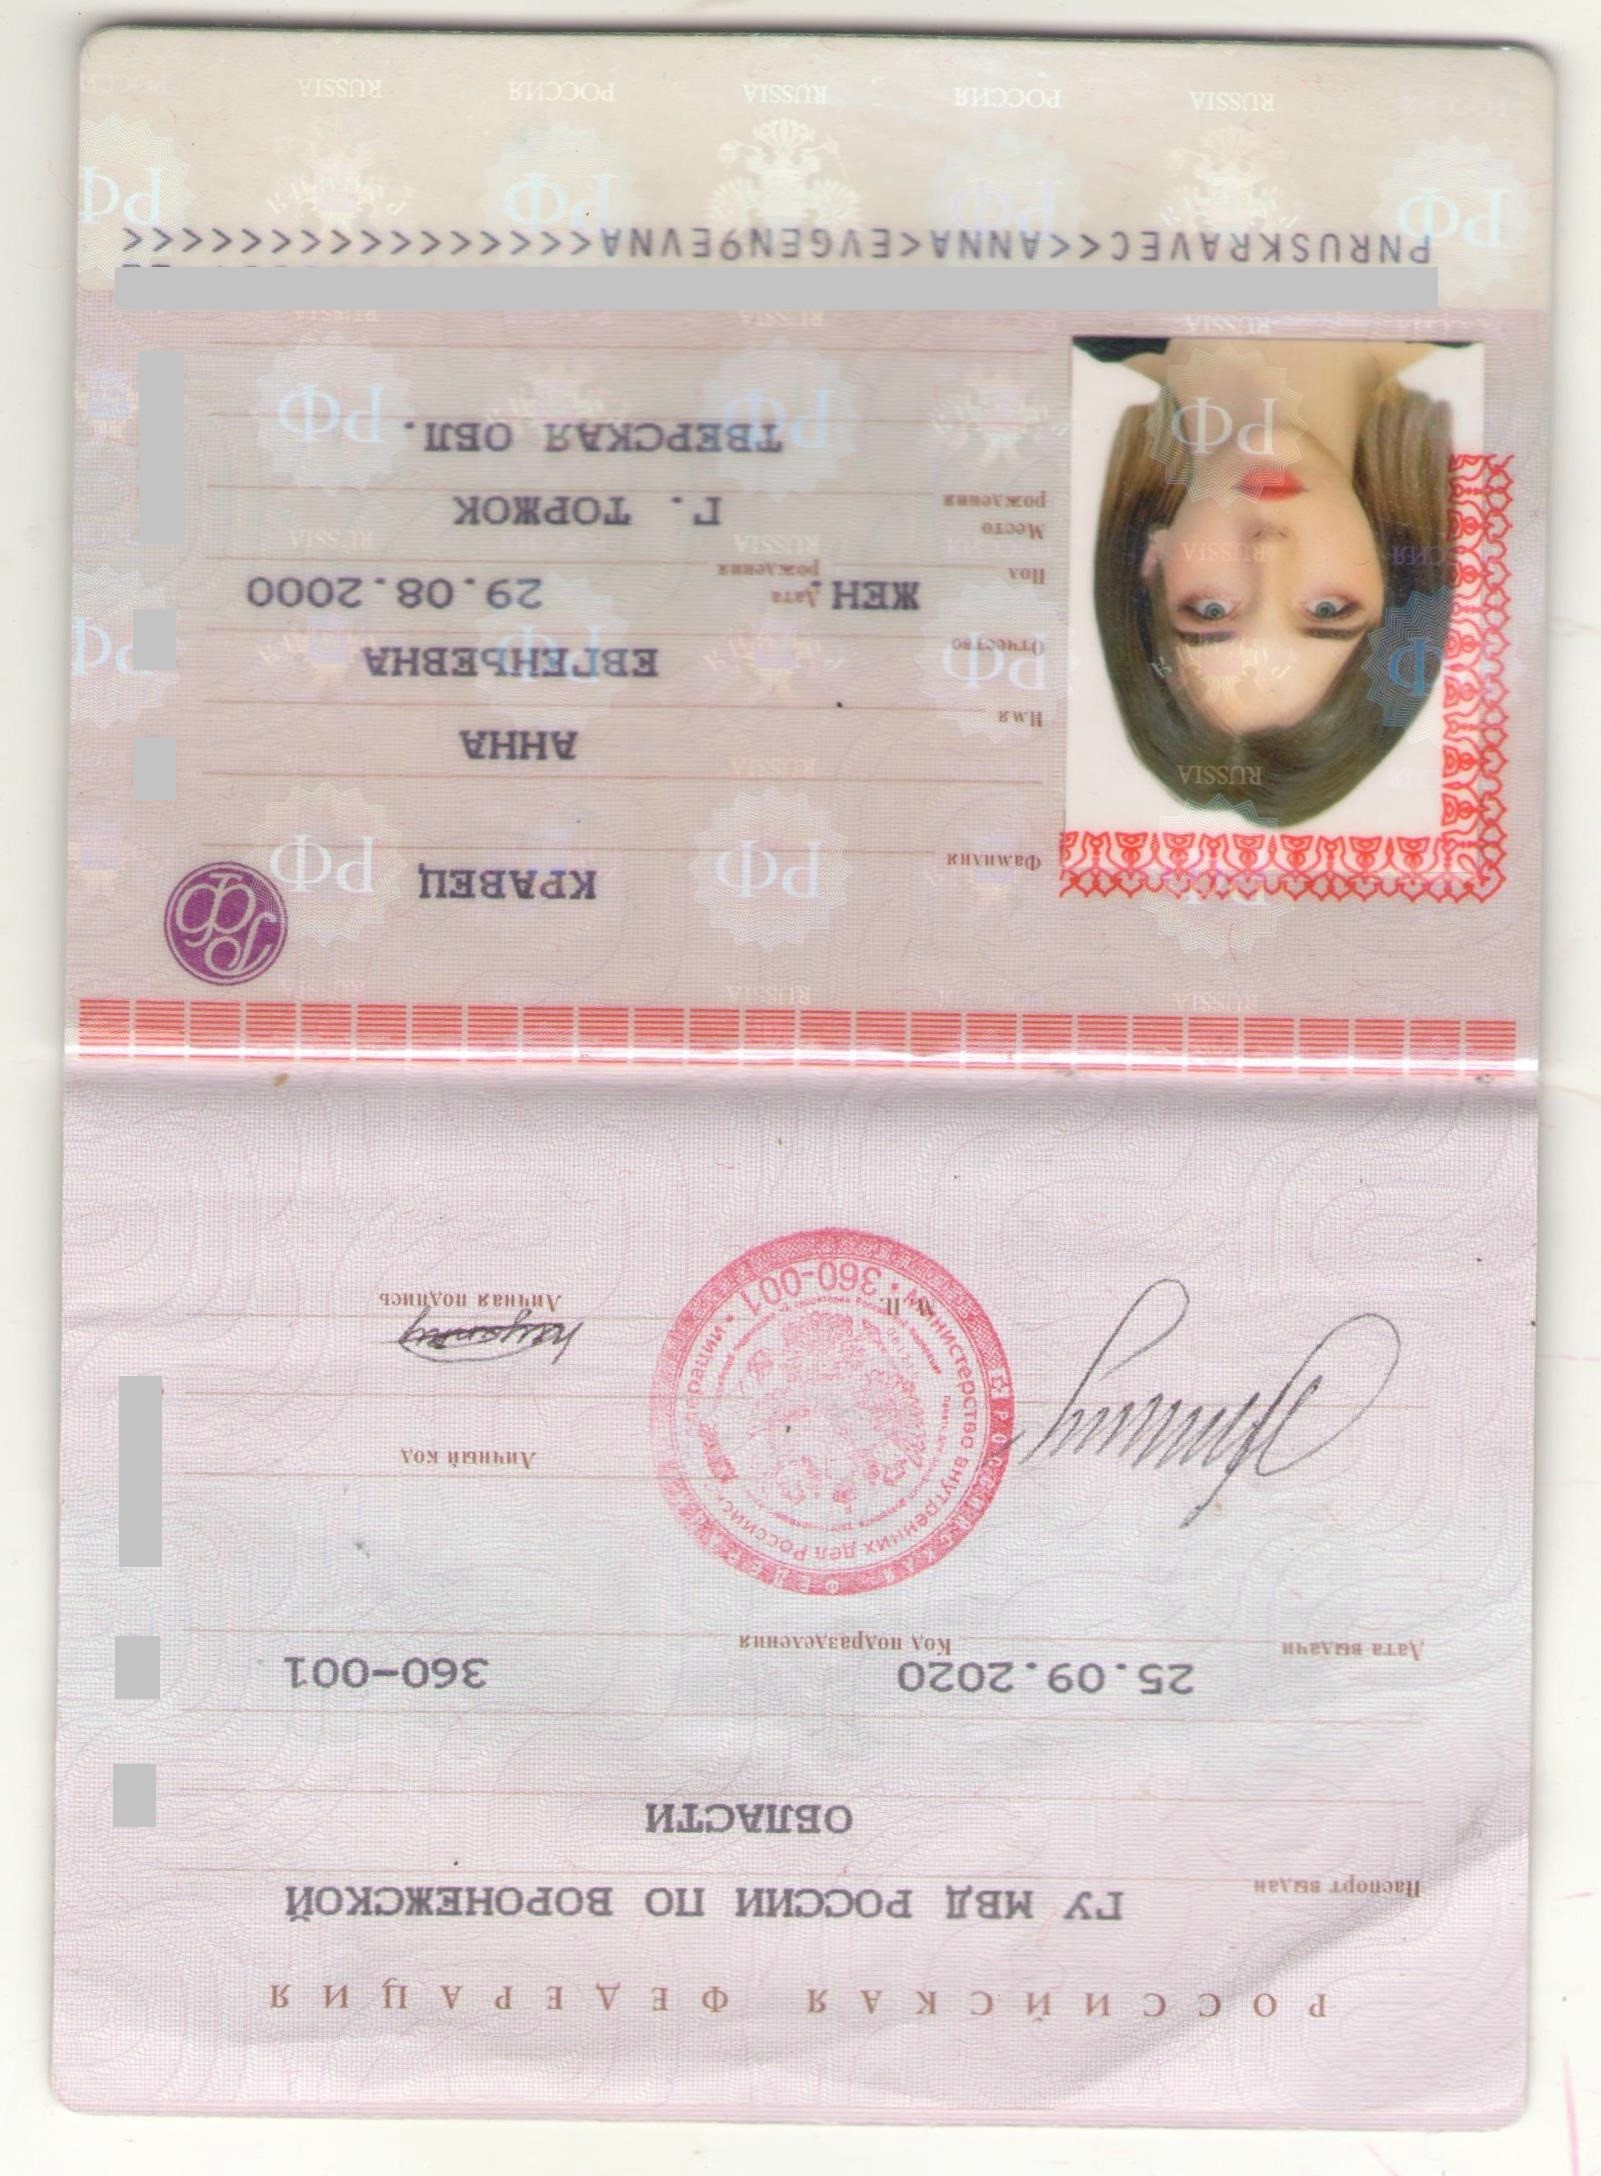 РОССИЙСКАЯ ФЕДЕРАЦИЯ
Паспорт выдан
ГУ МВД РОССИИ ПО ВОРОНЕЖСКОЙ
ОБЛАСТИ
Дата выдачи 25.09.2020 Код подразделения 360-001
Личный код
Личная подпись
М.П.
Министерство внутренних дел Российск
360-001
Фамилия
КРАВЕЦ
Имя
АННА
Отчество
ЕВГЕНЬЕВНА
Пол ЖЕН. Дата рождения 29.08.2000
Место рождения
Г. ТОРЖОК
ТВЕРСКАЯ ОБЛ.
PNRUSKRAVEC<<ANNA<EVGEN9EVNA<<<<<<<<<<<<<<<<
РФ
RUSSIA РОССИЯ RUSSIA РОССИЯ RUSSIA